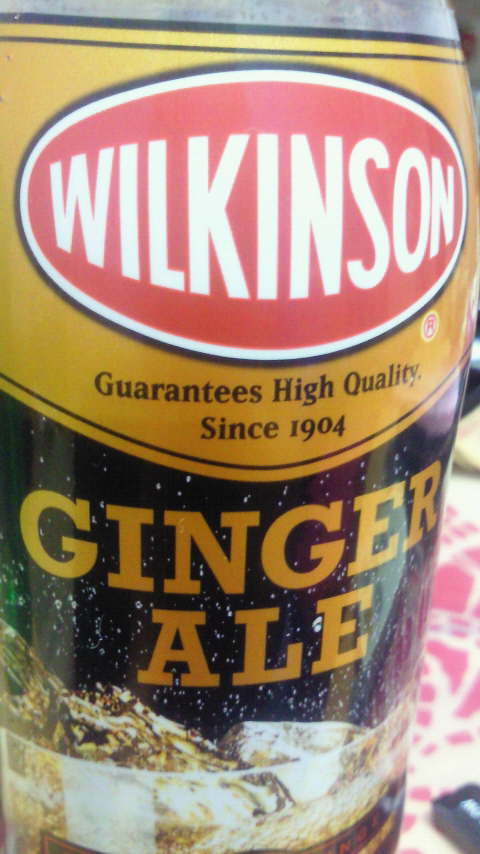 WILKINSON
®
Guarantees High Quality.
Since 1904
GINGER
ALE